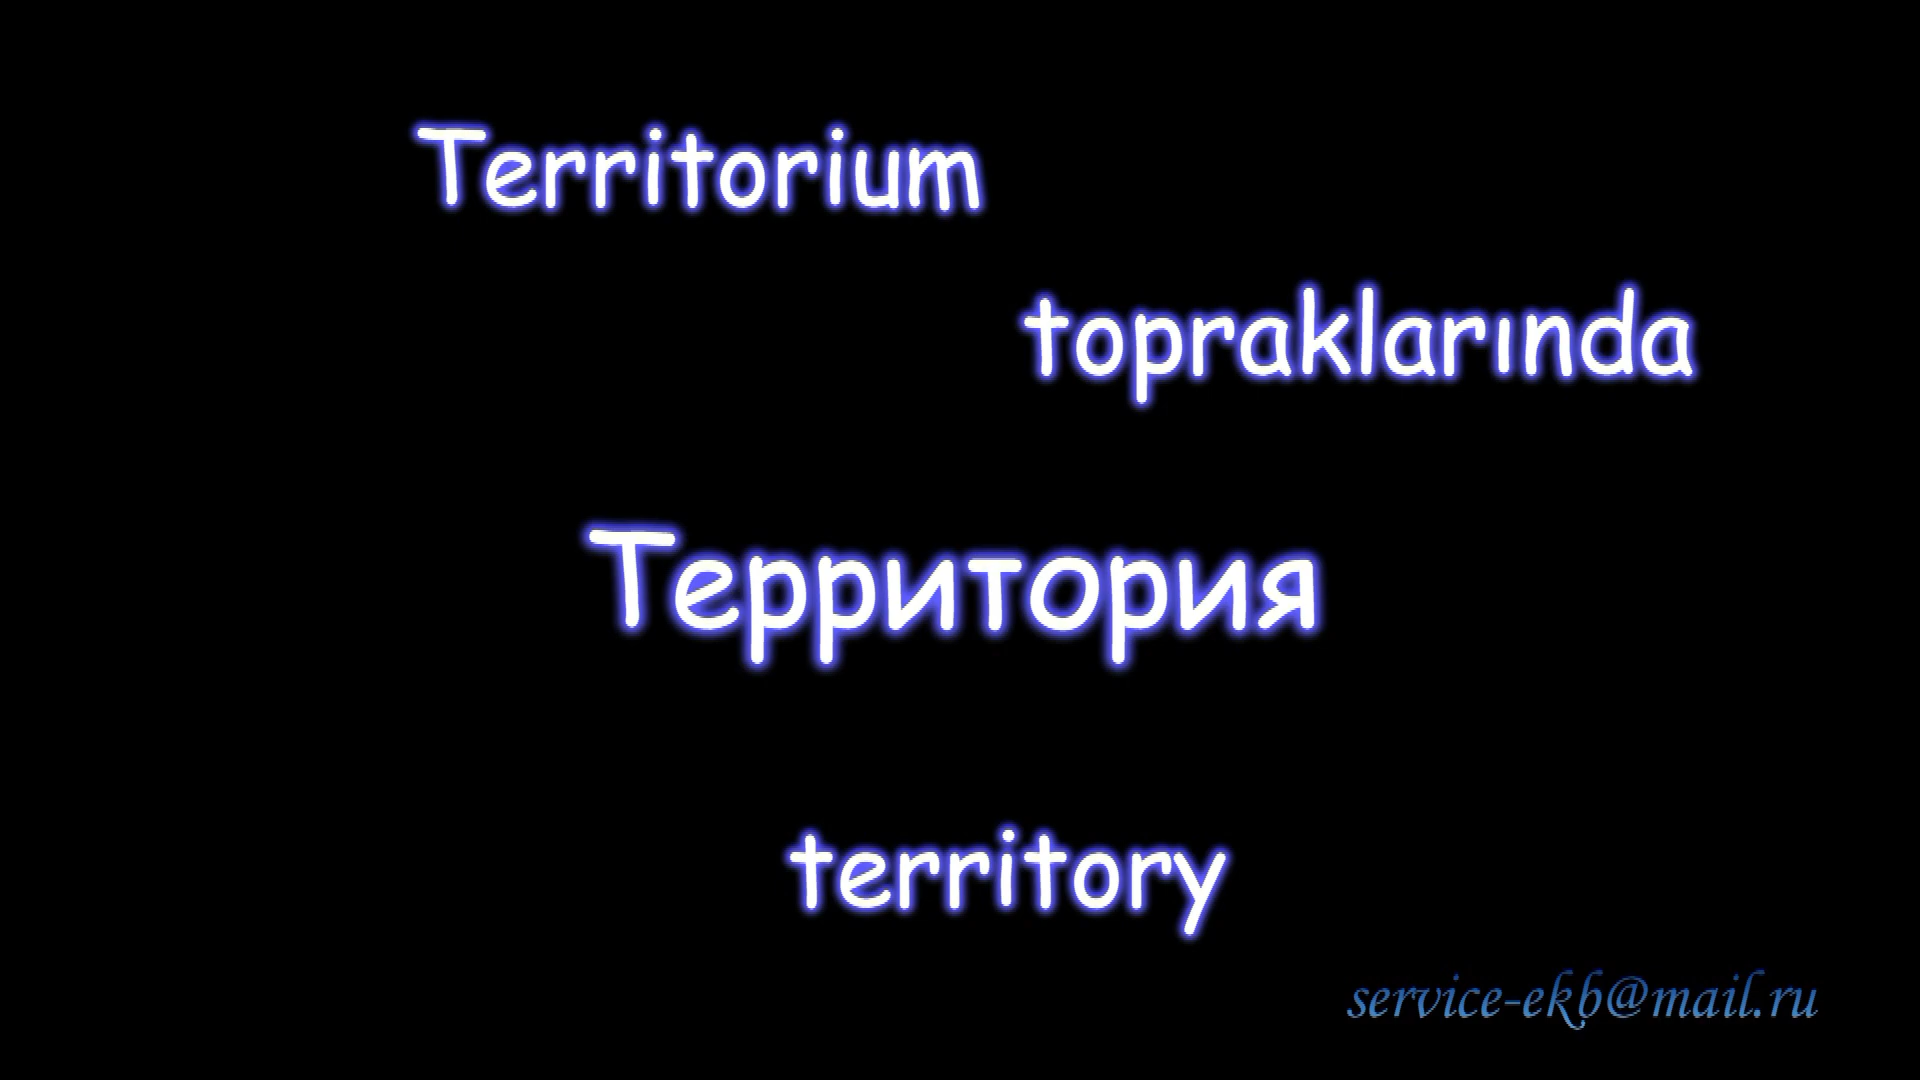 Territorium
topraklarında
Территория
territory
service-ekb@mail.ru